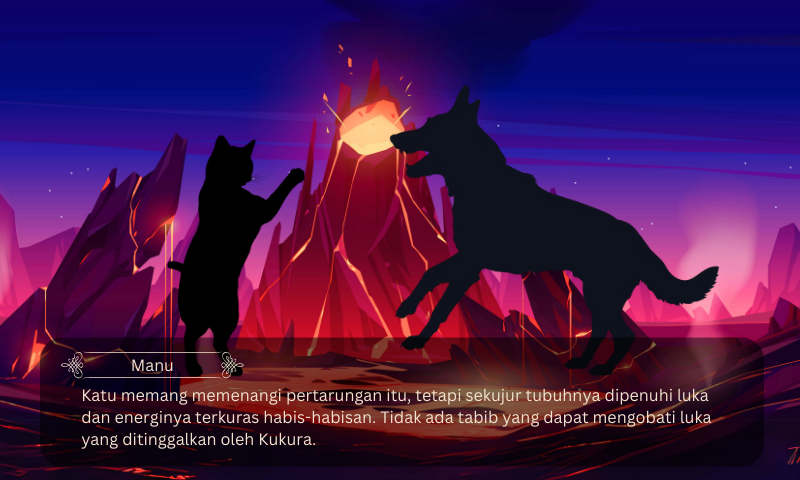 Manu
Katu memang memenangi pertarungan itu, tetapi sekujur tubuhnya dipenuhi luka
dan energinya terkuras habis-habisan. Tidak ada tabib yang dapat mengobati luka
yang ditinggalkan oleh Kukura.